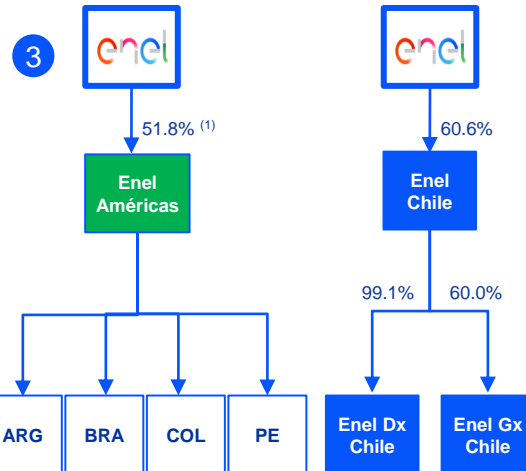 3
enel
enel
51.8% (1)
60.6%
Enel
Américas
Enel
Chile
99.1%
60.0%
ARG
BRA
COL
PE
Enel Dx
Chile
Enel Gx
Chile